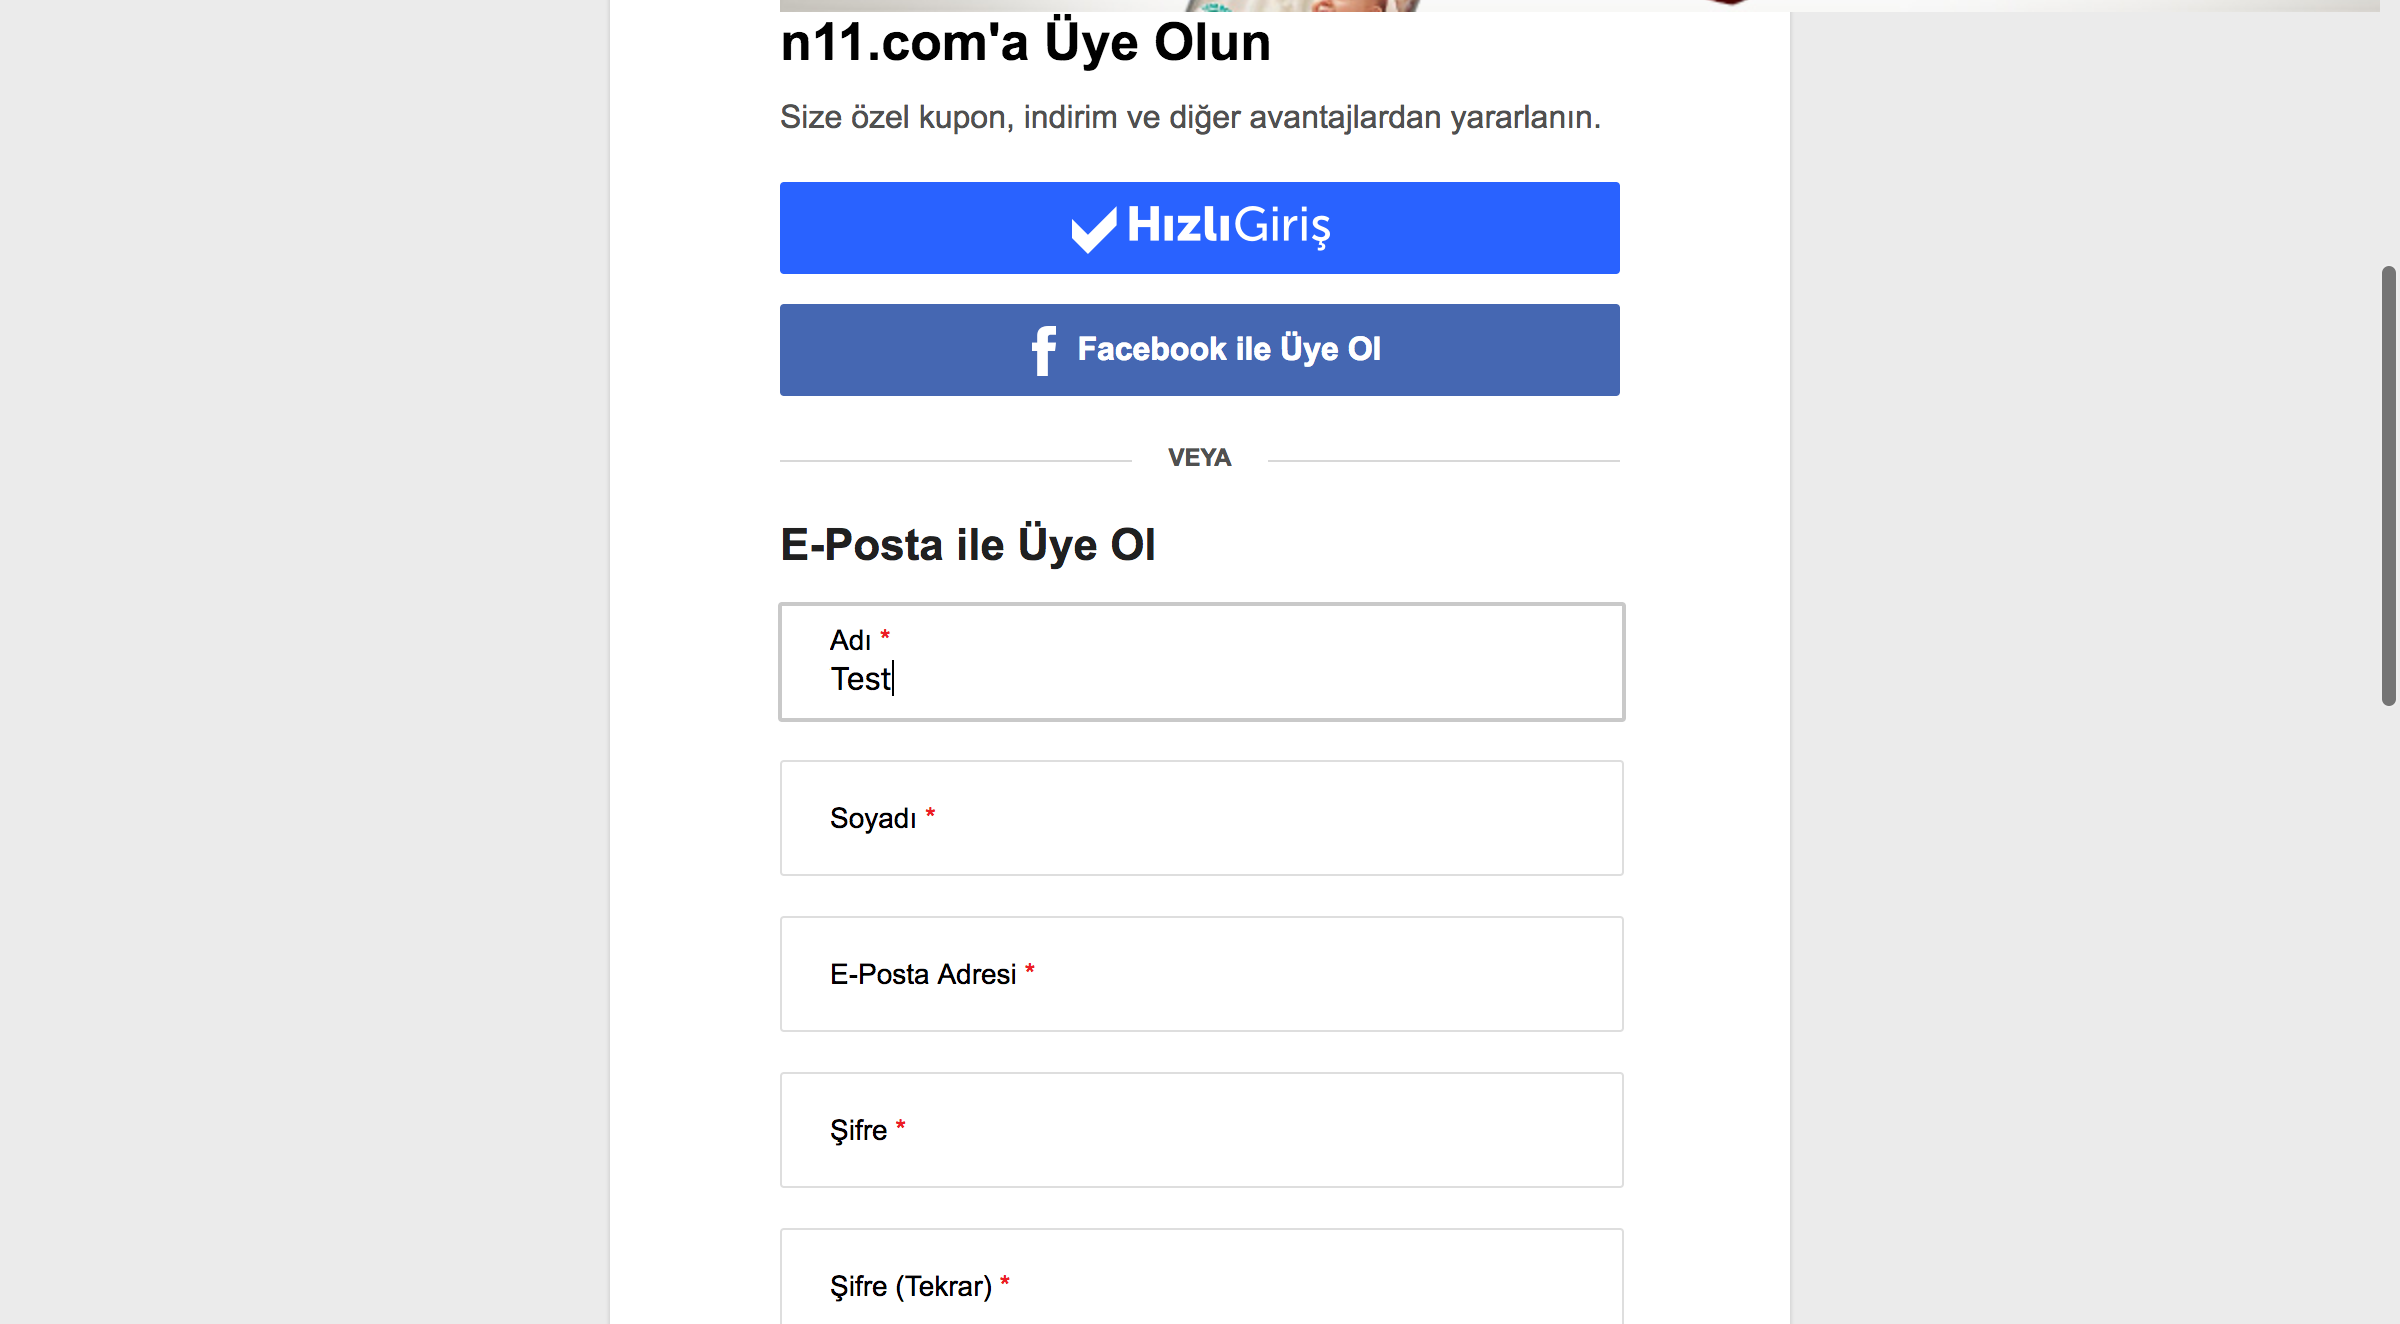 n11.com'a Üye Olun
Size özel kupon, indirim ve diğer avantajlardan yararlanın.
HızlıGiriş
f Facebook ile Üye Ol
VEYA
E-Posta ile Üye Ol
Adı *
Test
Soyadı *
E-Posta Adresi *
Şifre *
Şifre (Tekrar) *